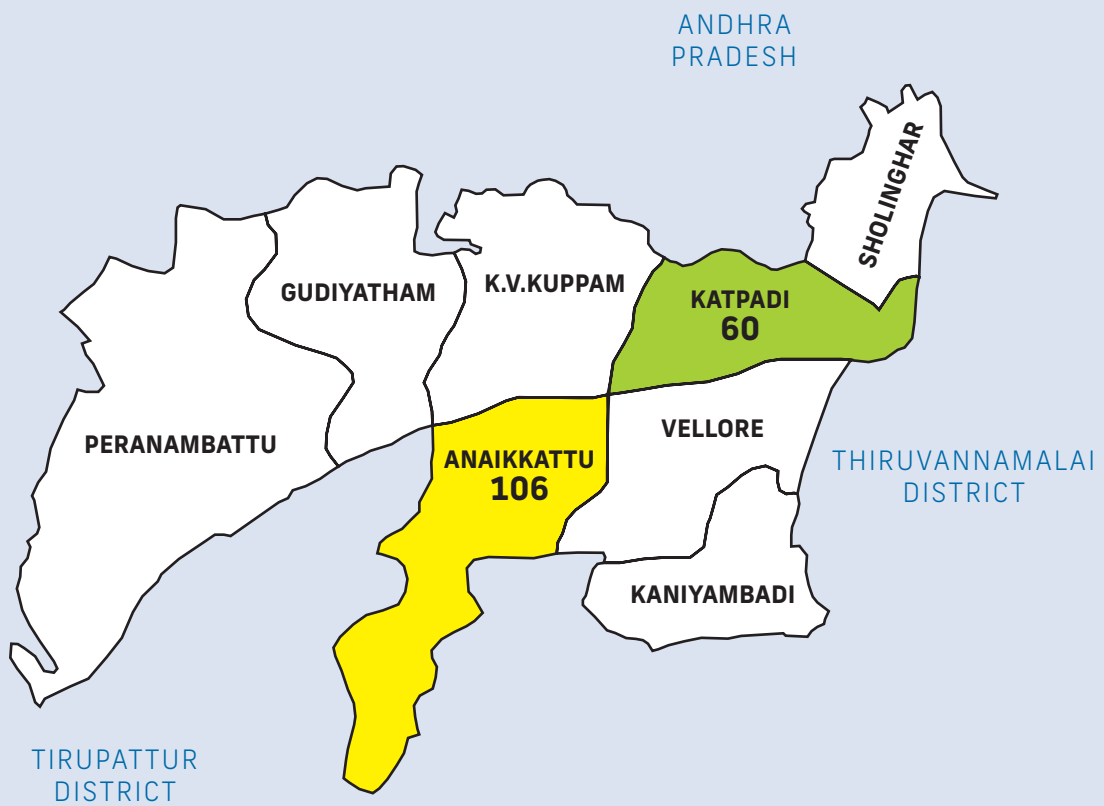 ANDHRA
PRADESH
SHOLINGHAR
K.V.KUPPAM
GUDIYATHAM
KATPADI
60
PERANAMBATTU
VELLORE
ANAIKKATTU
106
THIRUVANNAMALAI
DISTRICT
KANIYAMBADI
TIRUPATTUR
DISTRICT